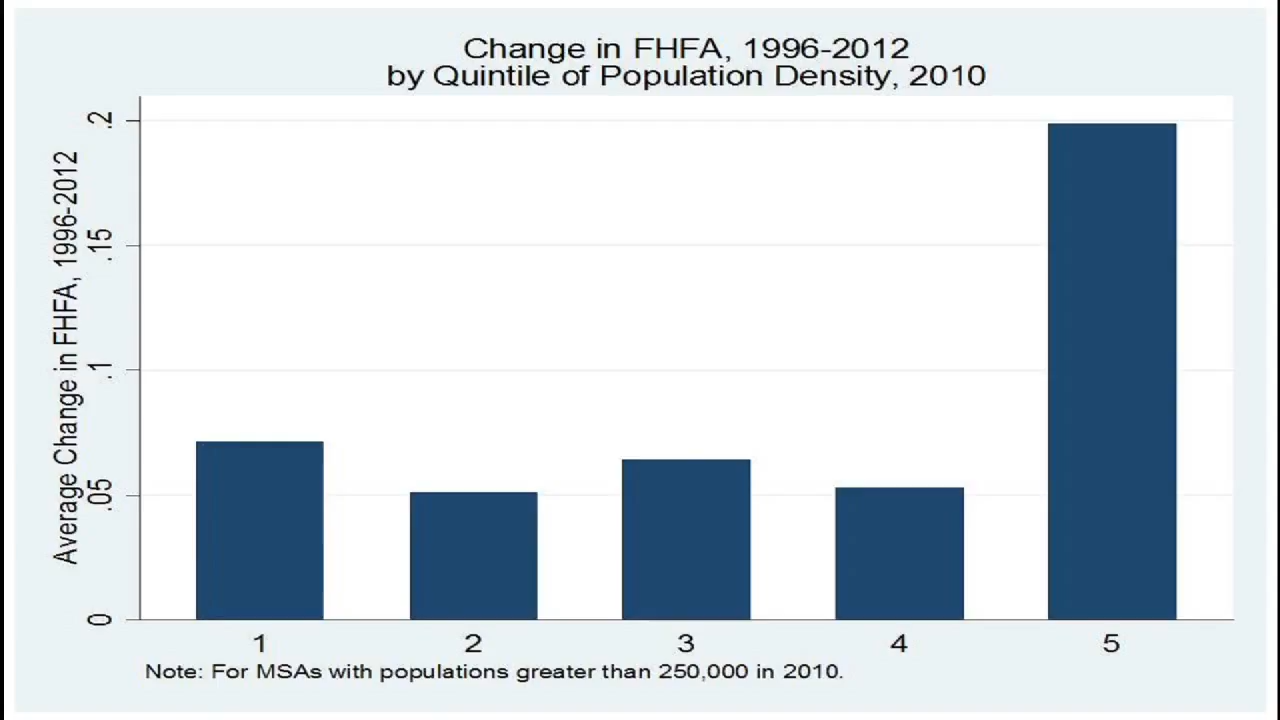 Change in FHFA, 1996-2012
by Quintile of Population Density, 2010
Average Change in FHFA, 1996-2012
.2
.15
.1
.05
0
1 2 3 4 5
Note: For MSAs with populations greater than 250,000 in 2010.